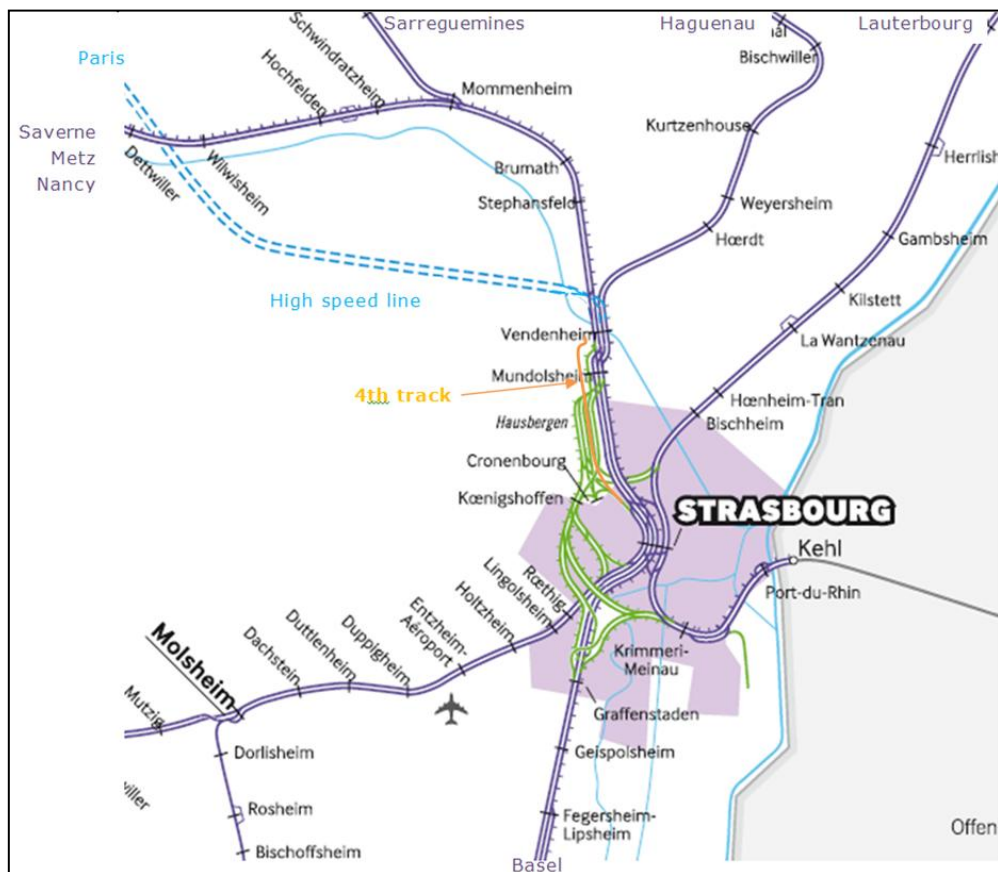 Sarreguemines
Haguenau
Lauterbourg
Paris
Schwindratzheim
Bischwiller
Hochfelden
Mommenheim
Saverne
Metz
Nancy
Kurtzenhouse
Dettwiller
Wilwisheim
Brumath
Herrlish
Stephansfeld
Weyersheim
Hœrdt
Gambsheim
High speed line
Kilstett
Vendenheim
La Wantzenau
Mundolsheim
4th track
Hœnheim-Tran
Hausbergen
Bischheim
Cronenbourg
Kœnigshoffen
STRASBOURG
Kehl
Port-du-Rhin
Rœthig
Lingolsheim
Holtzheim
Entzheim-
Aéroport
Duppigheim
Duttlenheim
Dachstein
Molsheim
Mutzig
Krimmeri-
Meinau
Graffenstaden
Dorlisheim
Geispolsheim
Rosheim
Fegersheim-
Lipsheim
Offen
Bischoffsheim
Basel